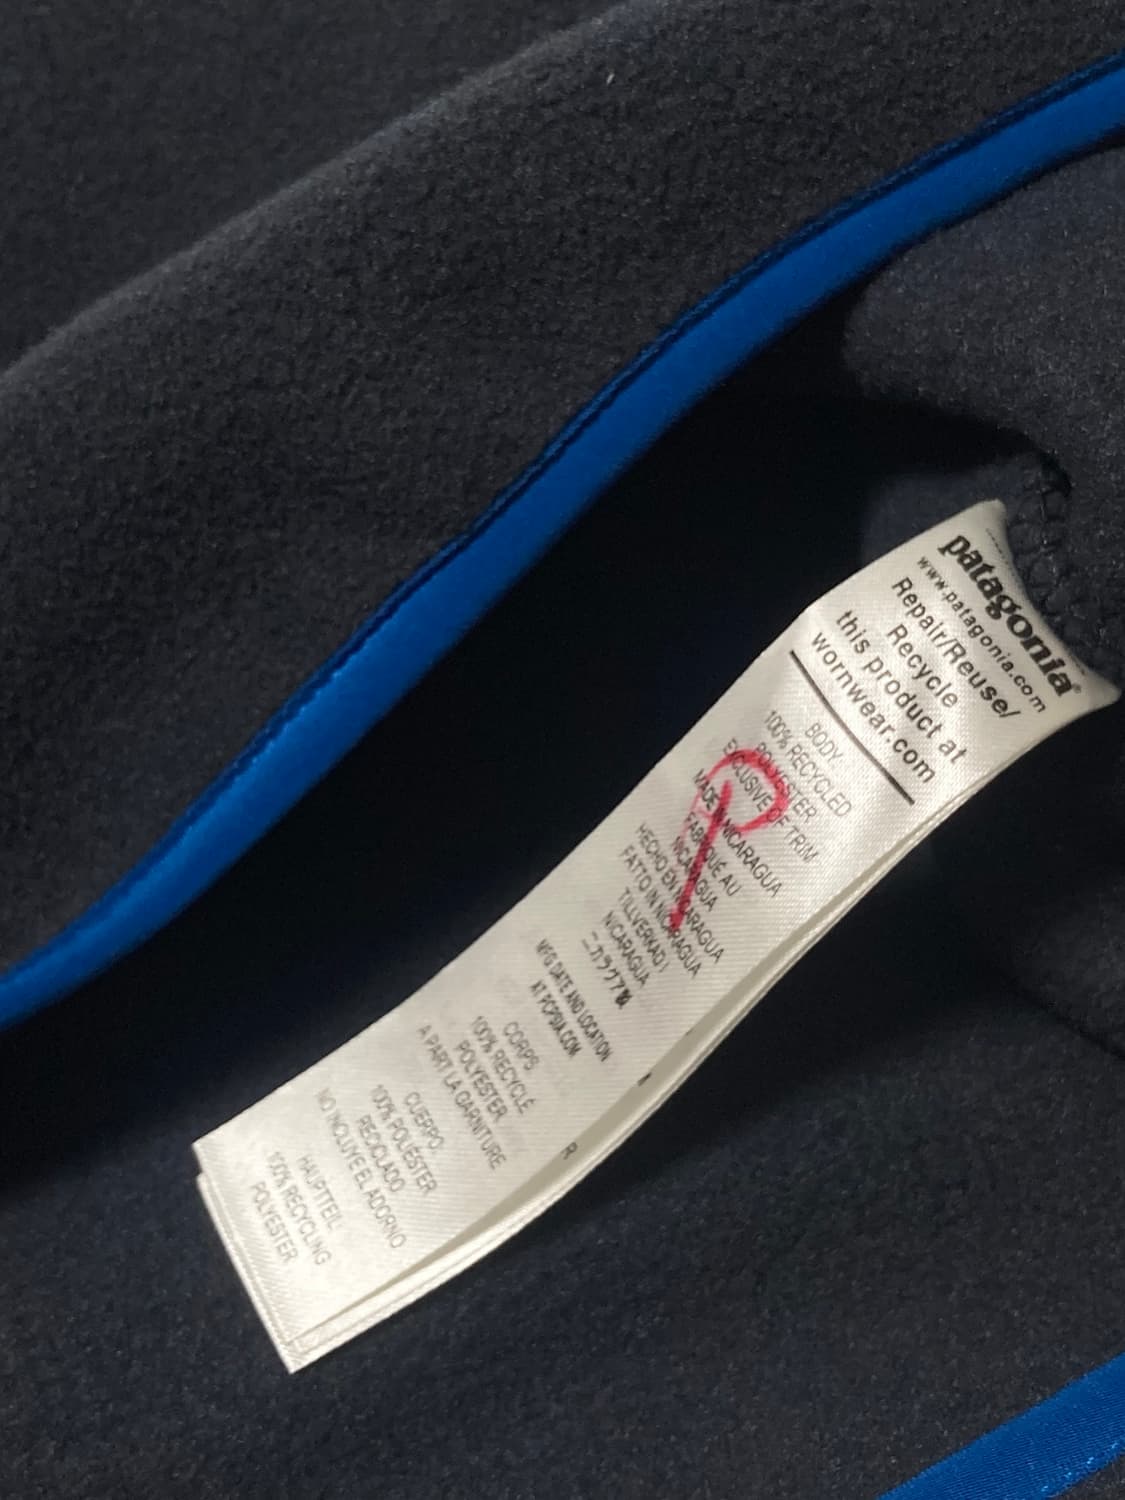 patagonia®
www.patagonia.com
Repair/Reuse/
Recycle
this product at
wornwear.com
BODY:
100% RECYCLED
POLYESTER
EXCLUSIVE OF TRIM
MADE IN NICARAGUA
FABRIQUÉ AU
NICARAGUA
HECHO EN NICARAGUA
FATTO IN NICARAGUA
TILLVERKAD I
NICARAGUA
ニカラグア製
MFG DATE AND LOCATION
AT PCPSIA.COM
CORPS:
100% RECYCLÉ
POLYESTER
A PART LA GARNITURE
CUERPO:
100% POLIÉSTER
RECICLADO
NO INCLUYE EL ADORNO
HAUPTTEIL:
100% RECYCLING
POLYESTER
R